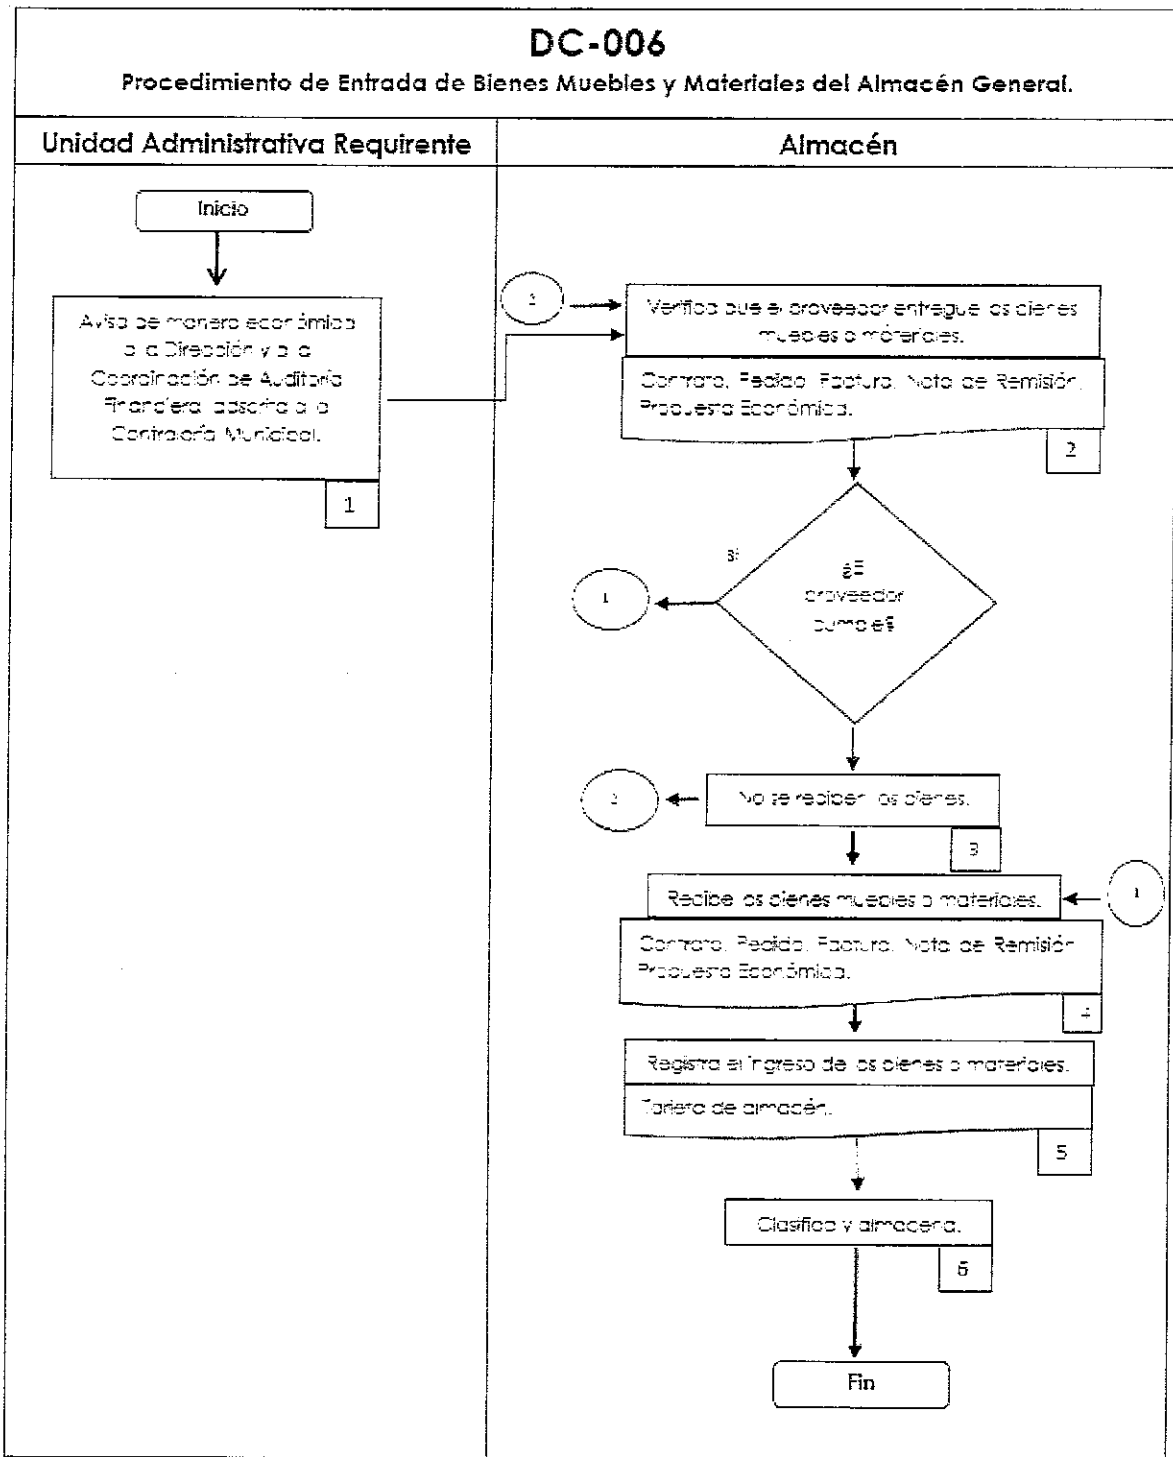 DC-006
Procedimiento de Entrada de Bienes Muebles y Materiales del Almacén General.
Unidad Administrativa Requirente
Almacén
Inicio
Avisa de manera económica
a la Dirección y a la
Coordinación de Auditoría
Financiera adscrita a la
Contraloría Municipal.
1
2
Verifica que el proveedor entregue los bienes
muebles o materiales.
Contrato, Pedido, Factura, Nota de Remisión,
Propuesta Económica.
2
si
¿El
proveedor
cumple?
1
No se reciben los bienes.
2
3
Recibe los bienes muebles o materiales.
1
Contrato, Pedido, Factura, Nota de Remisión
Propuesta Económica.
4
Registra el ingreso de los bienes o materiales.
Tarjeta de almacén.
5
Clasifica y almacena.
6
Fin